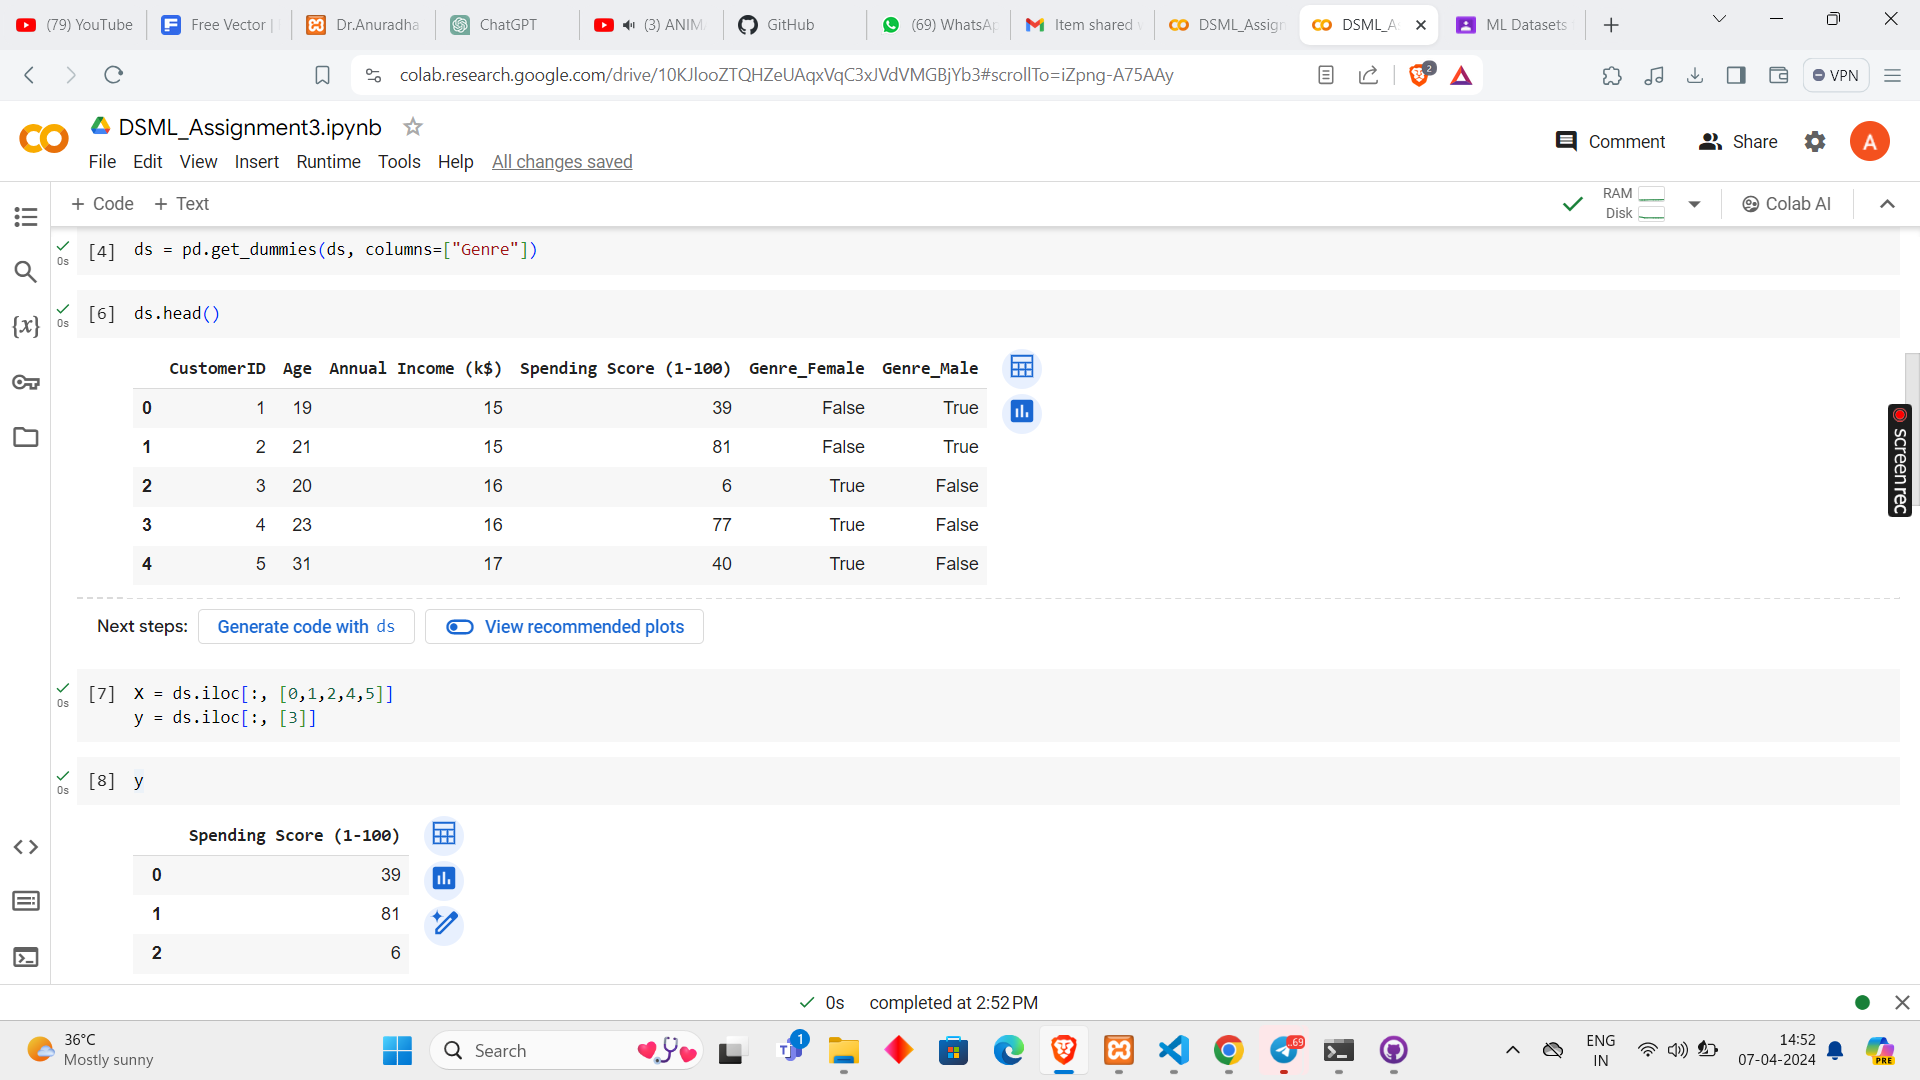 (79) YouTube
Free Vector |
Dr.Anuradha
ChatGPT
(3) ANIM
GitHub
(69) WhatsAp
Item shared
DSML_Assign
DSML_A
ML Datasets
colab.research.google.com/drive/10KJlooZTQHZeUAqxVqC3xJVdVMGBjYb3#scrollTo=iZpng-A75AAy
2
VPN
DSML_Assignment3.ipynb
Comment
Share
A
File Edit View Insert Runtime Tools Help All changes saved
+ Code + Text
RAM
Disk
Colab AI
[4] ds = pd.get_dummies(ds, columns=["Genre"])
0s
[6] ds.head()
0s
{x}
CustomerID Age Annual Income (k$) Spending Score (1-100) Genre_Female Genre_Male
0 1 19 15 39 False True
1 2 21 15 81 False True
2 3 20 16 6 True False
3 4 23 16 77 True False
4 5 31 17 40 True False
screenrec
Next steps: Generate code with ds View recommended plots
[7] X = ds.iloc[:, [0,1,2,4,5]]
0s
y = ds.iloc[:, [3]]
[8] y
0s
Spending Score (1-100)
0 39
1 81
2 6
0s completed at 2:52 PM
36°C
Mostly sunny
Search
1
69
ENG
IN
14:52
07-04-2024
PRE